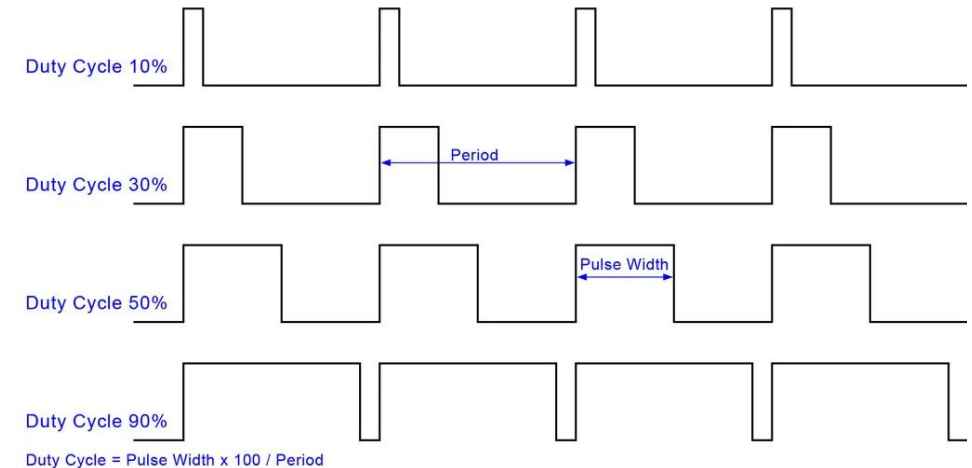 Duty Cycle 10%
Period
Duty Cycle 30%
Pulse Width
Duty Cycle 50%
Duty Cycle 90%
Duty Cycle = Pulse Width x 100 / Period